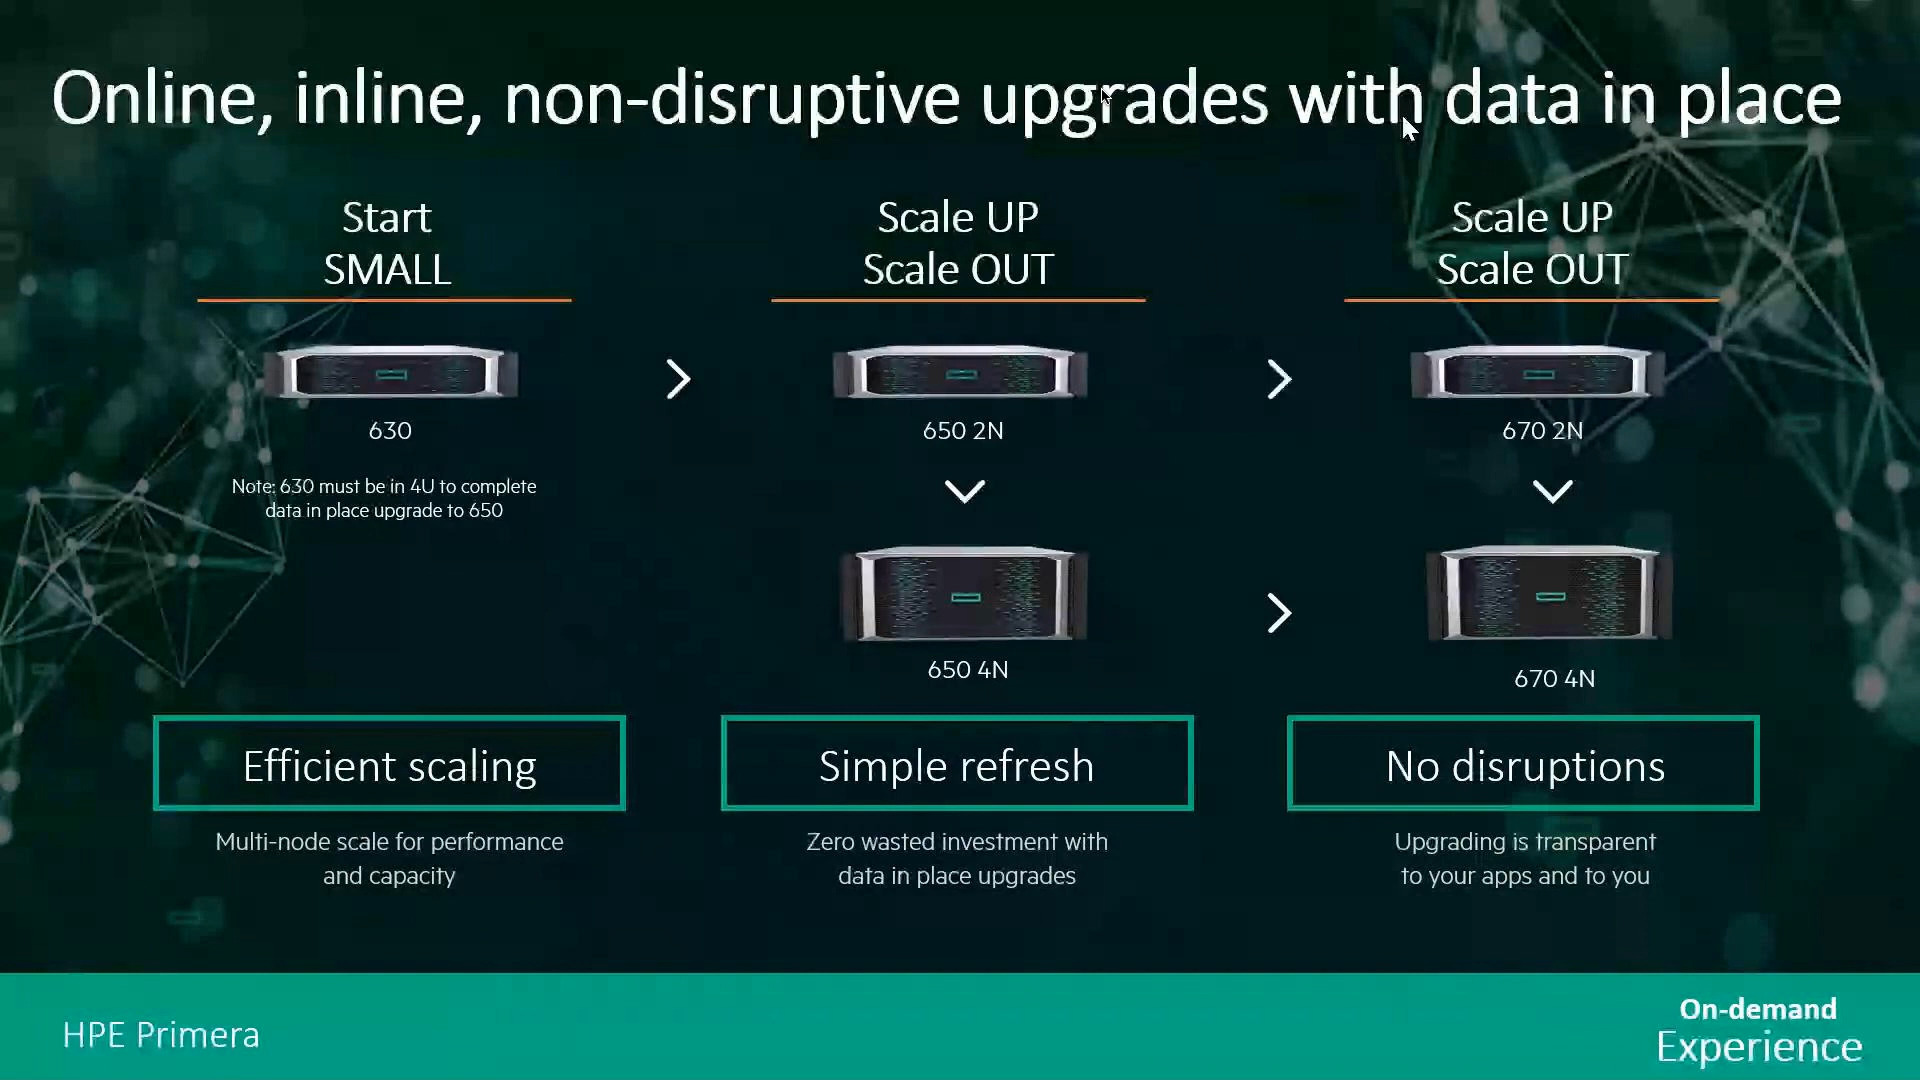 Online, inline, non-disruptive upgrades with data in place
Start
SMALL
Scale UP
Scale OUT
Scale UP
Scale OUT
630
650 2N
670 2N
Note: 630 must be in 4U to complete
data in place upgrade to 650
650 4N
670 4N
Efficient scaling
Simple refresh
No disruptions
Multi-node scale for performance
and capacity
Zero wasted investment with
data in place upgrades
Upgrading is transparent
to your apps and to you
HPE Primera
On-demand
Experience